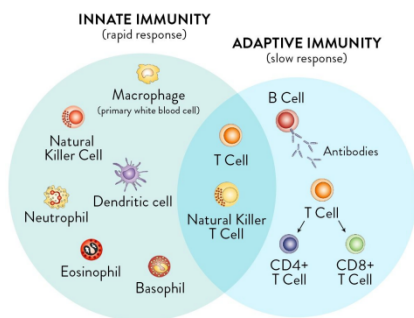 INNATE IMMUNITY
(rapid response)
ADAPTIVE IMMUNITY
(slow response)
Macrophage
(primary white blood cell)
Natural
Killer Cell
Dendritic cell
Neutrophil
Eosinophil
Basophil
T Cell
Natural Killer
T Cell
B Cell
Antibodies
T Cell
CD4+
T Cell
CD8+
T Cell